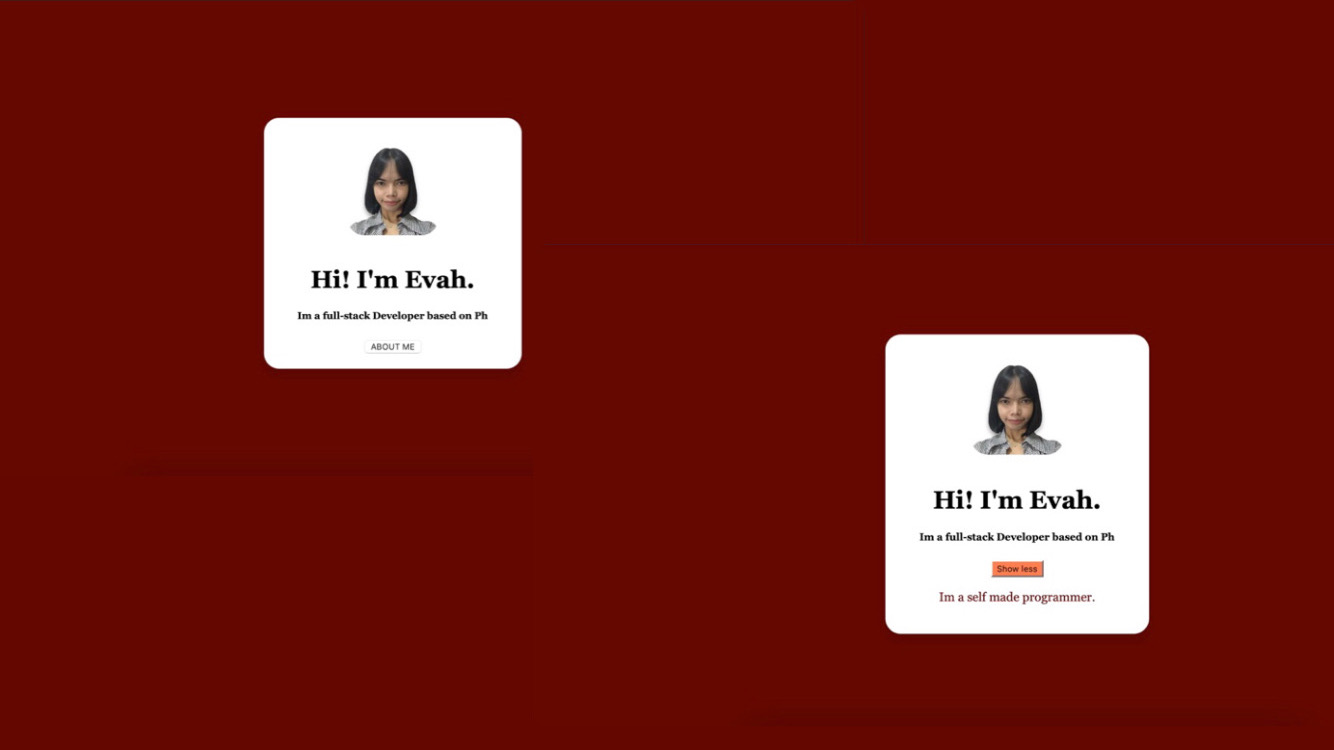 Hi! I'm Evah.
Im a full-stack Developer based on Ph
ABOUT ME
Hi! I'm Evah.
Im a full-stack Developer based on Ph
Show less
Im a self made programmer.